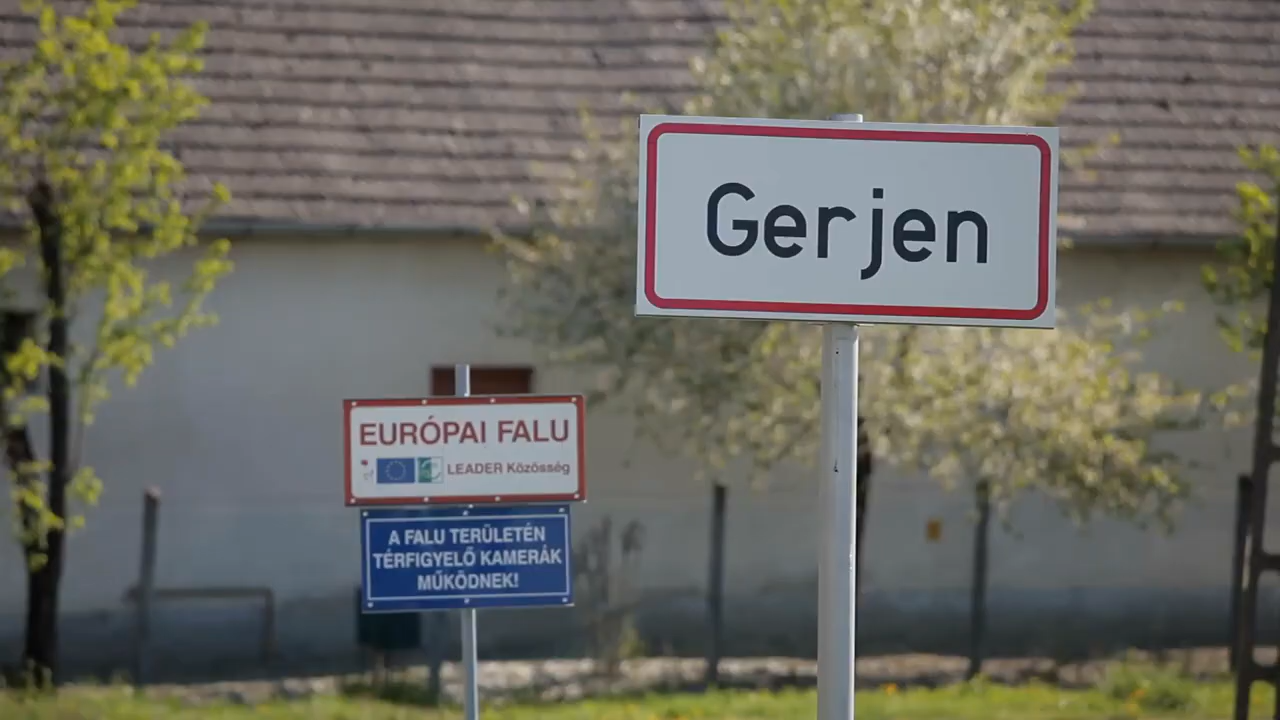 Gerjen
EURÓPAI FALU
LEADER Közösség
A FALU TERÜLETÉN
TÉRFIGYELŐ KAMERÁK
MŰKÖDNEK!